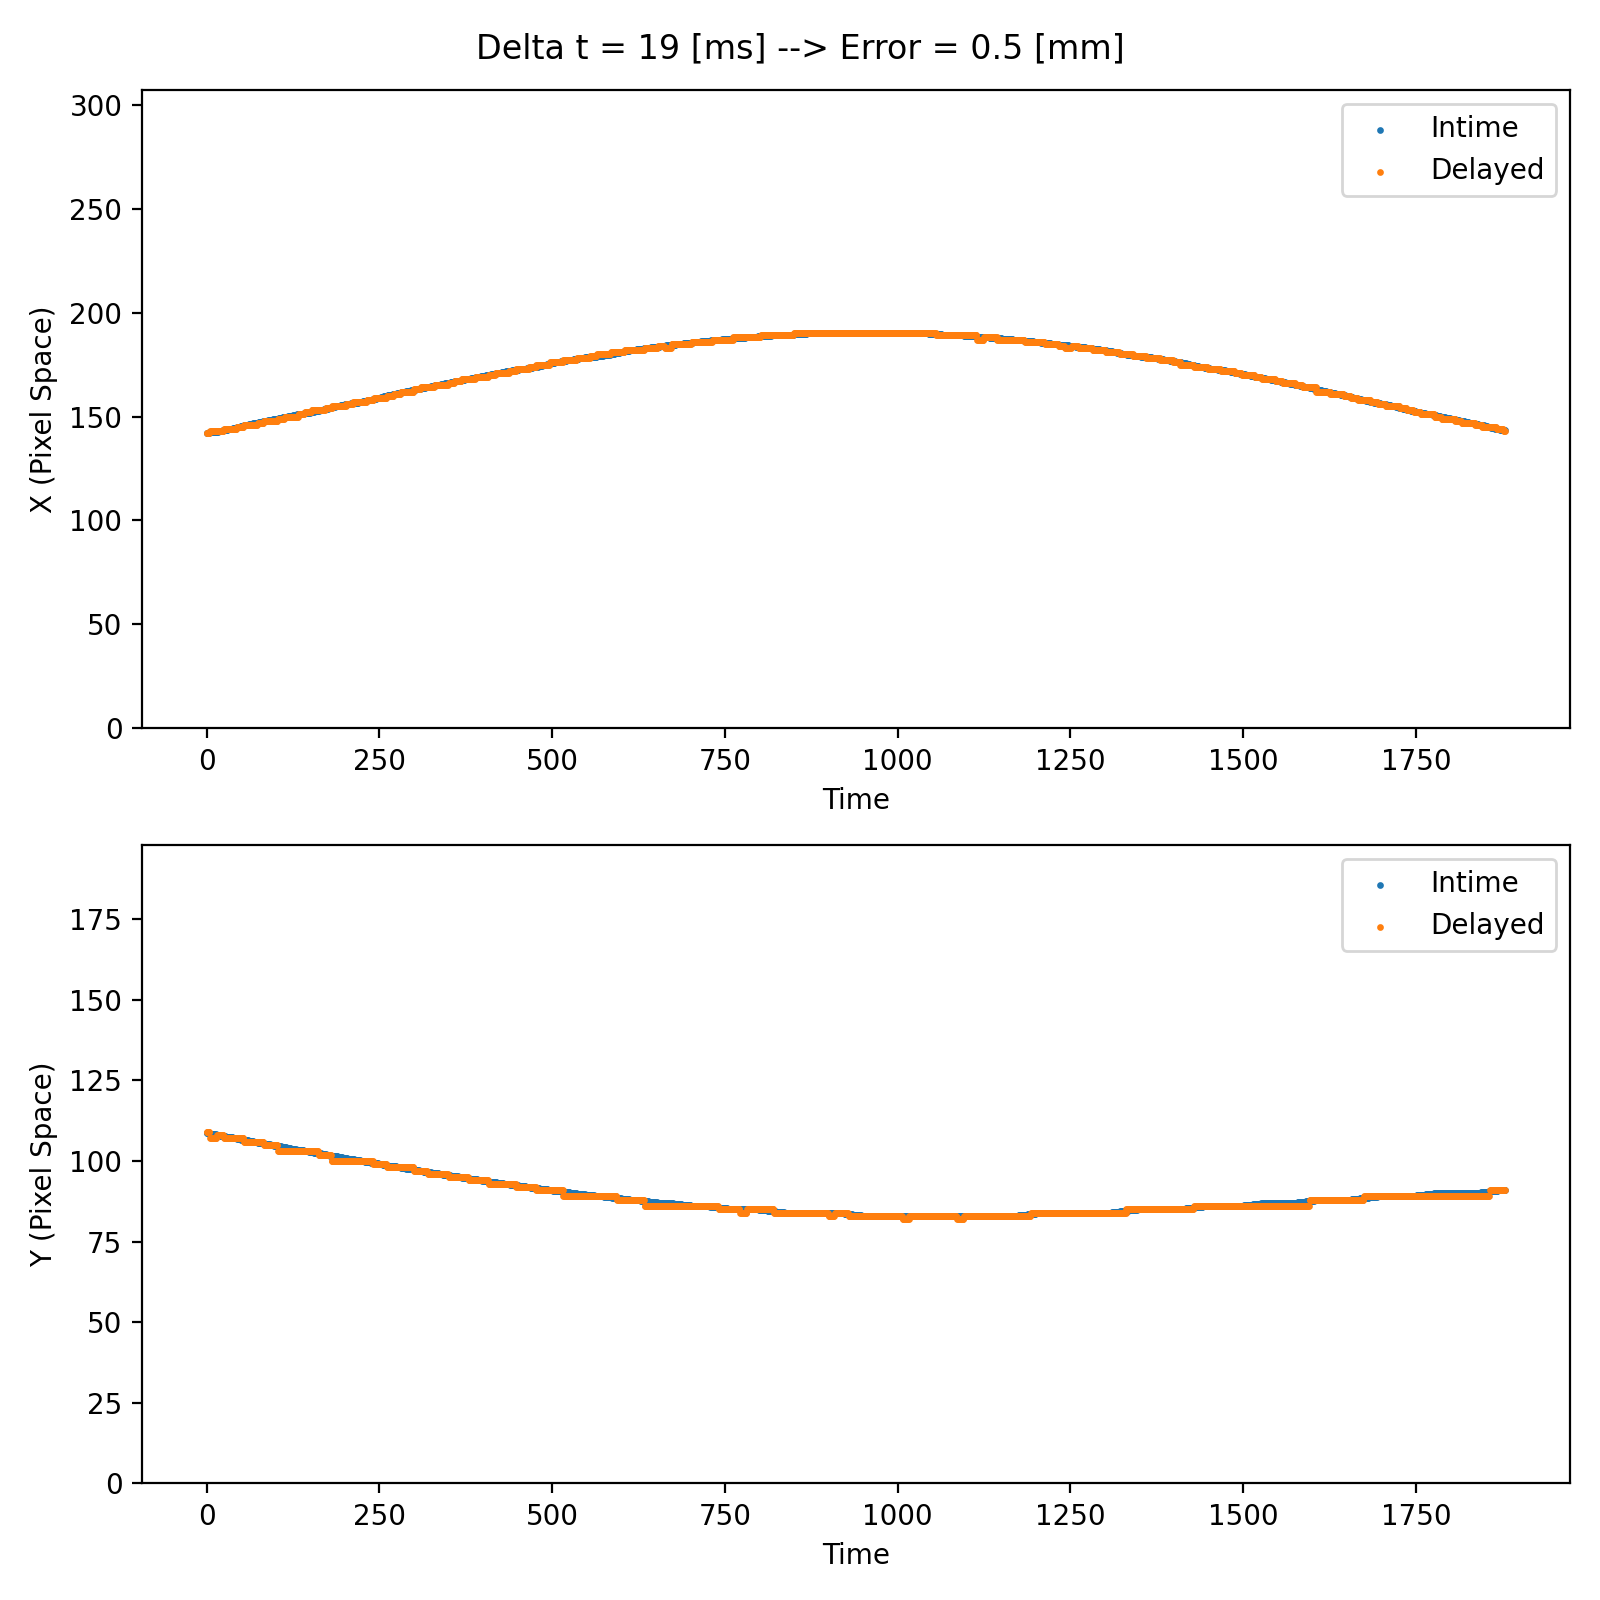 Delta t = 19 [ms] --> Error = 0.5 [mm]
300
250
200
150
100
50
0
X (Pixel Space)
Intime
Delayed
0 250 500 750 1000 1250 1500 1750
Time
175
150
125
100
75
50
25
0
Y (Pixel Space)
Intime
Delayed
0 250 500 750 1000 1250 1500 1750
Time